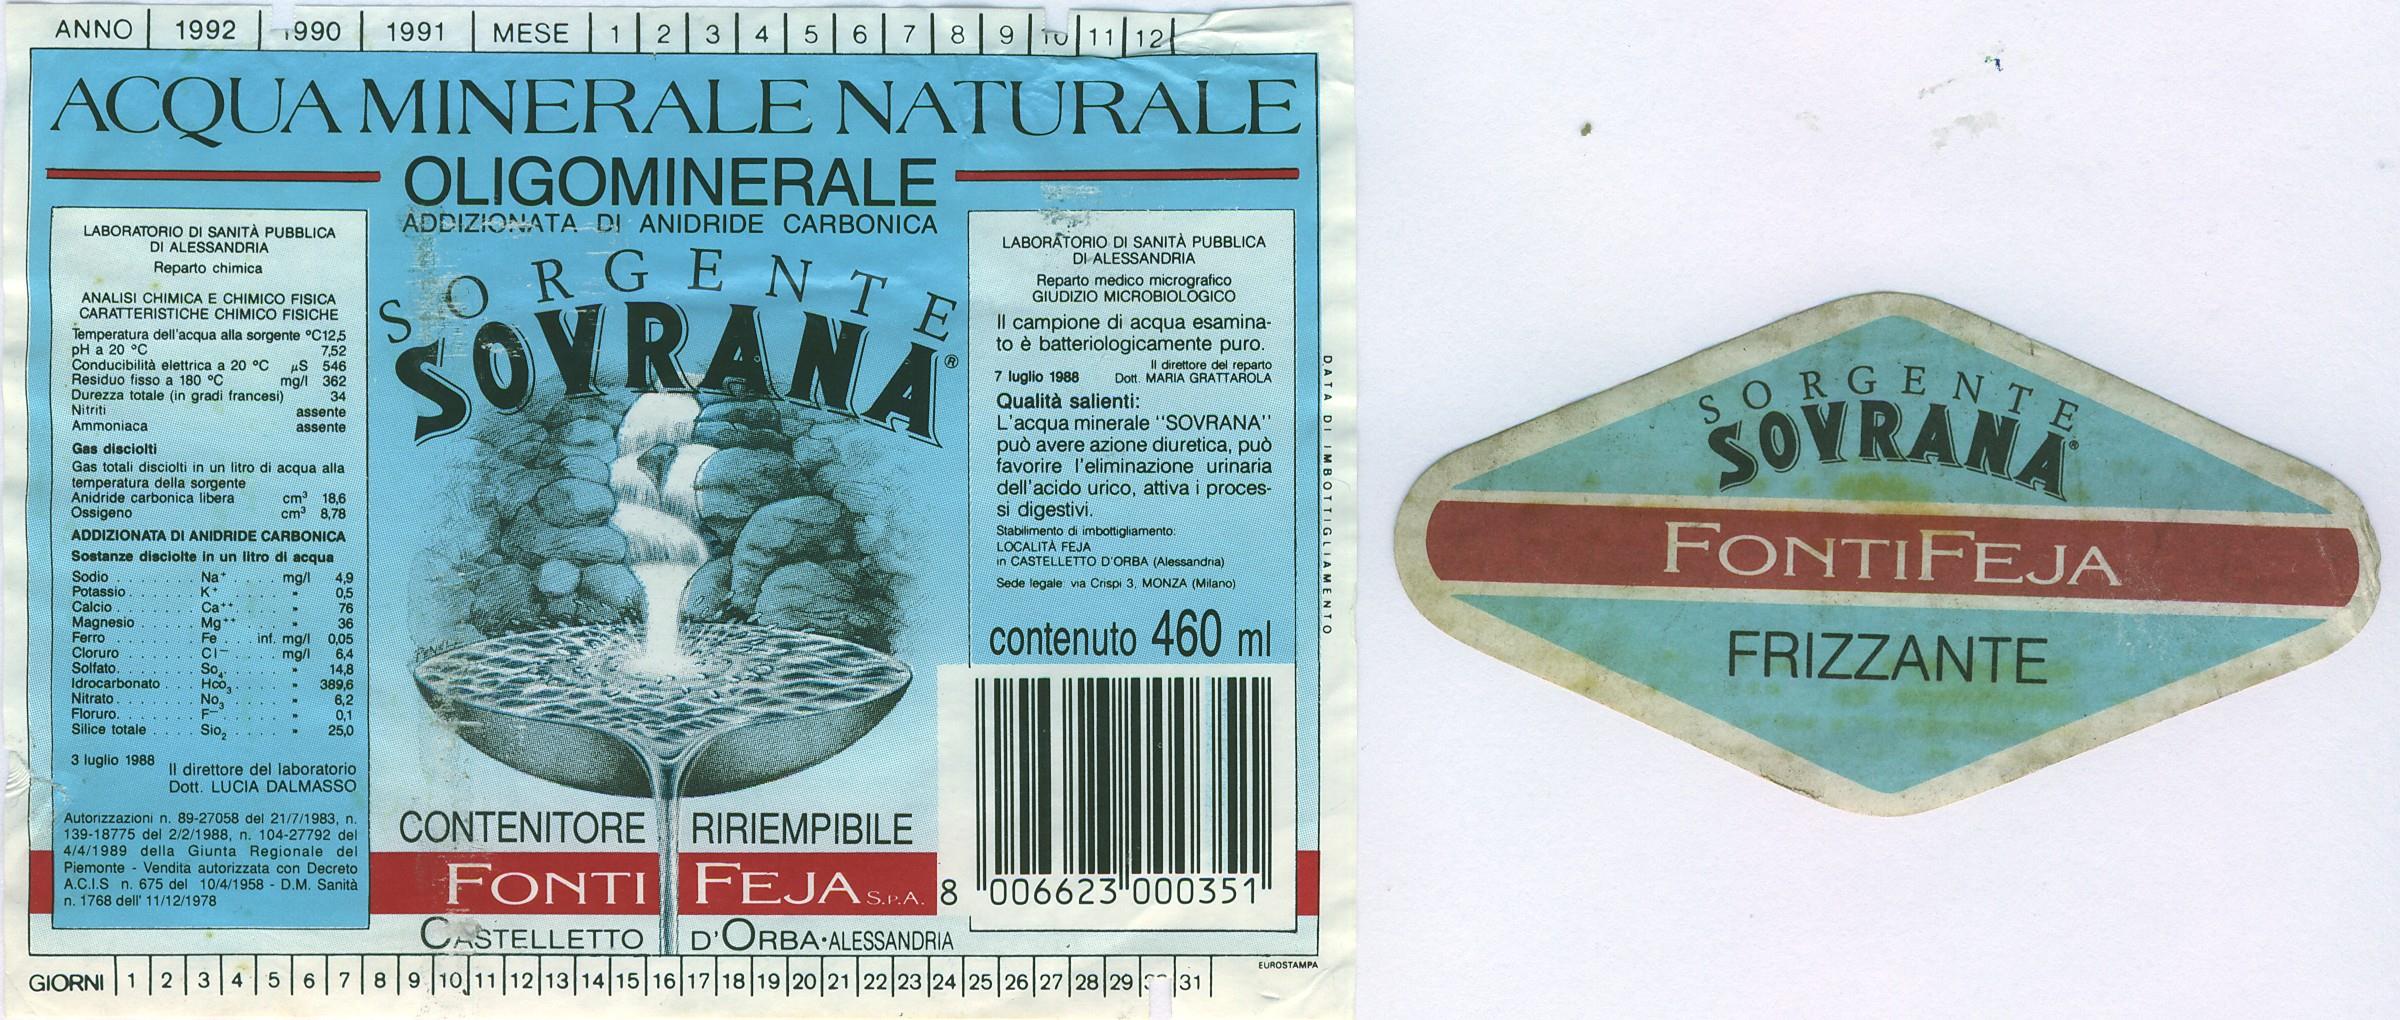 ANNO 1992 1990 1991 MESE 1 2 3 4 5 6 7 8 9 10 11 12
ACQUA MINERALE NATURALE
OLIGOMINERALE
ADDIZIONATA DI ANIDRIDE CARBONICA
SORGENTE
SOVRANA®
LABORATORIO DI SANITÀ PUBBLICA
DI ALESSANDRIA
Reparto chimica
ANALISI CHIMICA E CHIMICO FISICA
CARATTERISTICHE CHIMICO FISICHE
Temperatura dell'acqua alla sorgente °C 12,5
pH a 20 °C 7,52
Conducibilità elettrica a 20 °C µS 546
Residuo fisso a 180 °C mg/l 362
Durezza totale (in gradi francesi) 34
Nitriti assente
Ammoniaca assente
Gas disciolti
Gas totali disciolti in un litro di acqua alla
temperatura della sorgente
Anidride carbonica libera cm³ 18,6
Ossigeno cm³ 8,78
ADDIZIONATA DI ANIDRIDE CARBONICA
Sostanze disciolte in un litro di acqua
Sodio ........ Na⁺ ..... mg/l 4,9
Potassio ...... K⁺ ..... " 0,5
Calcio ........ Ca⁺⁺ .... " 76
Magnesio ..... Mg⁺⁺ .... " 36
Ferro ........ Fe ... inf. mg/l 0,05
Cloruro ....... Cl⁻ .... mg/l 6,4
Solfato ....... So₄ .... " 14,8
Idrocarbonato ... Hco₃ .... " 389,6
Nitrato ....... No₃ .... " 6,2
Floruro ....... F⁻ ..... " 0,1
Silice totale .... Sio₂ .... " 25,0
3 luglio 1988
Il direttore del laboratorio
Dott. LUCIA DALMASSO
Autorizzazioni n. 89-27058 del 21/7/1983, n.
139-18775 del 2/2/1988, n. 104-27792 del
4/4/1989 della Giunta Regionale del
Piemonte - Vendita autorizzata con Decreto
A.C.I.S n. 675 del 10/4/1958 - D.M. Sanità
n. 1768 dell' 11/12/1978
CONTENITORE RIRIEMPIBILE
FONTI FEJA S.P.A.
CASTELLETTO D'ORBA • ALESSANDRIA
LABORATORIO DI SANITÀ PUBBLICA
DI ALESSANDRIA
Reparto medico micrografico
GIUDIZIO MICROBIOLOGICO
Il campione di acqua esamina-
to è batteriologicamente puro.
Il direttore del reparto
7 luglio 1988 Dott. MARIA GRATTAROLA
Qualità salienti:
L'acqua minerale "SOVRANA"
può avere azione diuretica, può
favorire l'eliminazione urinaria
dell'acido urico, attiva i proces-
si digestivi.
Stabilimento di imbottigliamento:
LOCALITÀ FEJA
in CASTELLETTO D'ORBA (Alessandria)
Sede legale: via Crispi 3, MONZA (Milano)
contenuto 460 ml
8 006623 000351
DATA DI IMBOTTIGLIAMENTO
EUROSTAMPA
GIORNI 1 2 3 4 5 6 7 8 9 10 11 12 13 14 15 16 17 18 19 20 21 22 23 24 25 26 27 28 29 30 31
SORGENTE
SOVRANA®
FONTIFEJA
FRIZZANTE